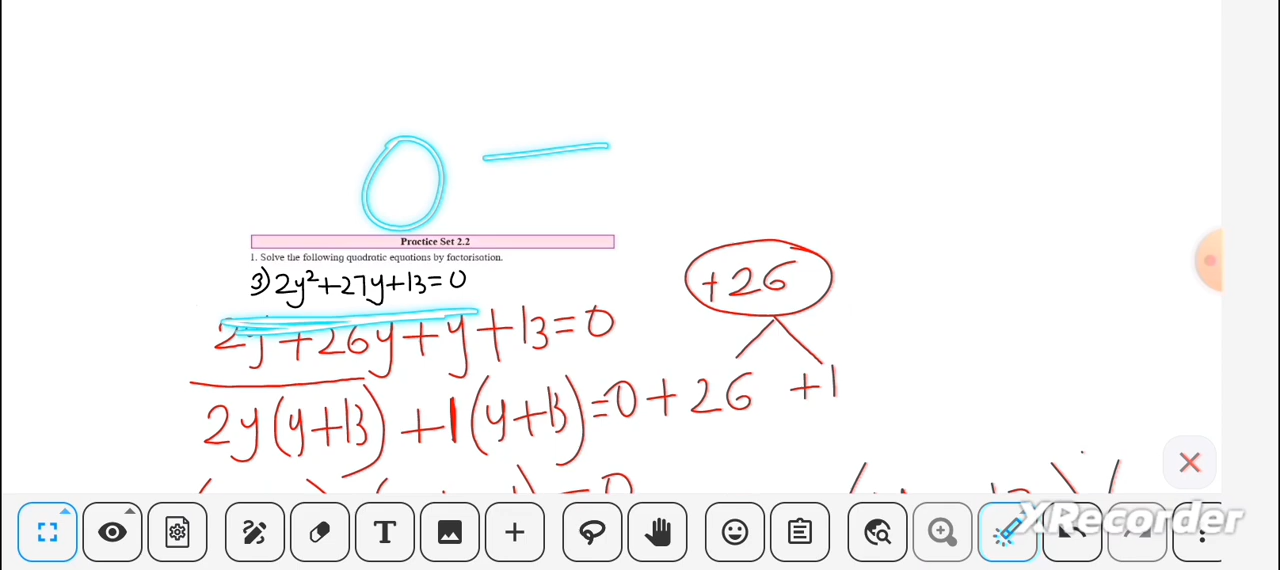 Practice Set 2.2
1. Solve the following quadratic equations by factorisation.
3) 2y²+27y+13=0
+26
2y²+26y+y+13=0
+26 +1
2y(y+13)+1(y+13)=0
T
XRecorder